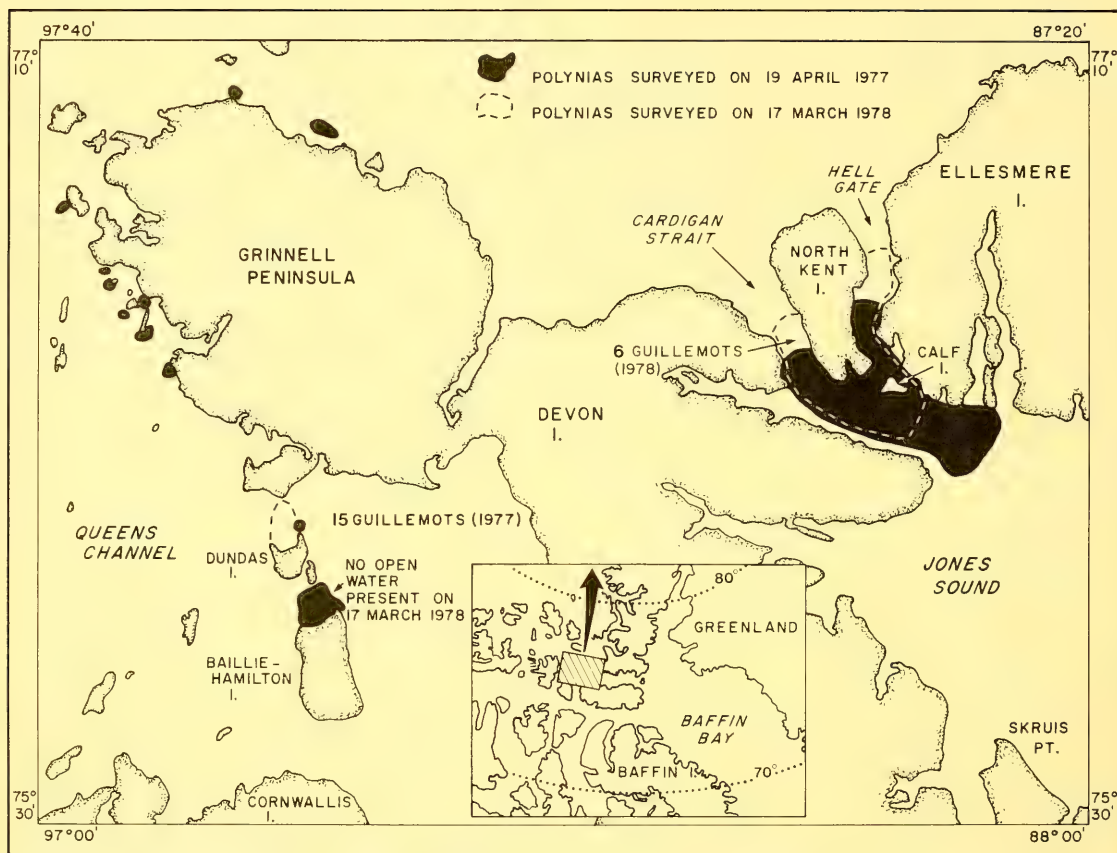 97°40'
87°20'
77°
10'
77°
10'
POLYNIAS SURVEYED ON 19 APRIL 1977
POLYNIAS SURVEYED ON 17 MARCH 1978
HELL
GATE
ELLESMERE
I.
CARDIGAN
STRAIT
NORTH
KENT
I.
GRINNELL
PENINSULA
6 GUILLEMOTS
(1978)
CALF
I.
DEVON
I.
15 GUILLEMOTS (1977)
QUEENS
CHANNEL
DUNDAS
I.
NO OPEN
WATER
PRESENT ON
17 MARCH 1978
JONES
SOUND
80°
GREENLAND
BAILLIE-
HAMILTON
I.
BAFFIN
BAY
BAFFIN I.
70°
SKRUIS
PT.
CORNWALLIS
I.
75°
30'
75°
30'
97°00'
88°00'